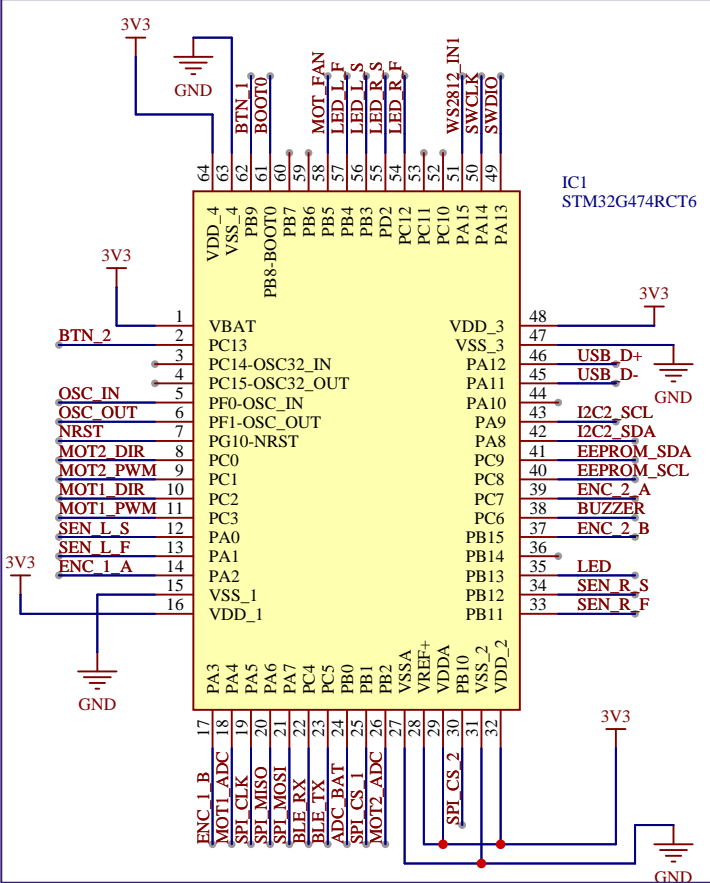 3V3
GND
BTN_1
BOOT0
MOT_FAN
LED_L_F
LED_L_S
LED_R_S
LED_R_F
WS2812_IN1
SWCLK
SWDIO
64
63
62
61
60
59
58
57
56
55
54
53
52
51
50
49
IC1
STM32G474RCT6
VDD_4
VSS_4
PB9
PB8-BOOT0
PB7
PB6
PB5
PB4
PB3
PD2
PC12
PC11
PC10
PA15
PA14
PA13
3V3
3V3
1 VBAT
BTN_2 2 PC13
3 PC14-OSC32_IN
4 PC15-OSC32_OUT
OSC_IN 5 PF0-OSC_IN
OSC_OUT 6 PF1-OSC_OUT
NRST 7 PG10-NRST
MOT2_DIR 8 PC0
MOT2_PWM 9 PC1
MOT1_DIR 10 PC2
MOT1_PWM 11 PC3
SEN_L_S 12 PA0
SEN_L_F 13 PA1
3V3
ENC_1_A 14 PA2
15 VSS_1
16 VDD_1
GND
VDD_3 48
VSS_3 47
PA12 46 USB_D+
PA11 45 USB_D-
GND
PA10 44
PA9 43 I2C2_SCL
PA8 42 I2C2_SDA
PC9 41 EEPROM_SDA
PC8 40 EEPROM_SCL
PC7 39 ENC_2_A
PC6 38 BUZZER
PB15 37 ENC_2_B
PB14 36
PB13 35 LED
PB12 34 SEN_R_S
PB11 33 SEN_R_F
PA3
PA4
PA5
PA6
PA7
PC4
PC5
PB0
PB1
PB2
VSSA
VREF+
VDDA
PB10
VSS_2
VDD_2
17
18
19
20
21
22
23
24
25
26
27
28
29
30
31
32
3V3
ENC_1_B
MOT1_ADC
SPI_CLK
SPI_MISO
SPI_MOSI
BLE_RX
BLE_TX
ADC_BAT
SPI_CS_1
MOT2_ADC
SPI_CS_2
GND